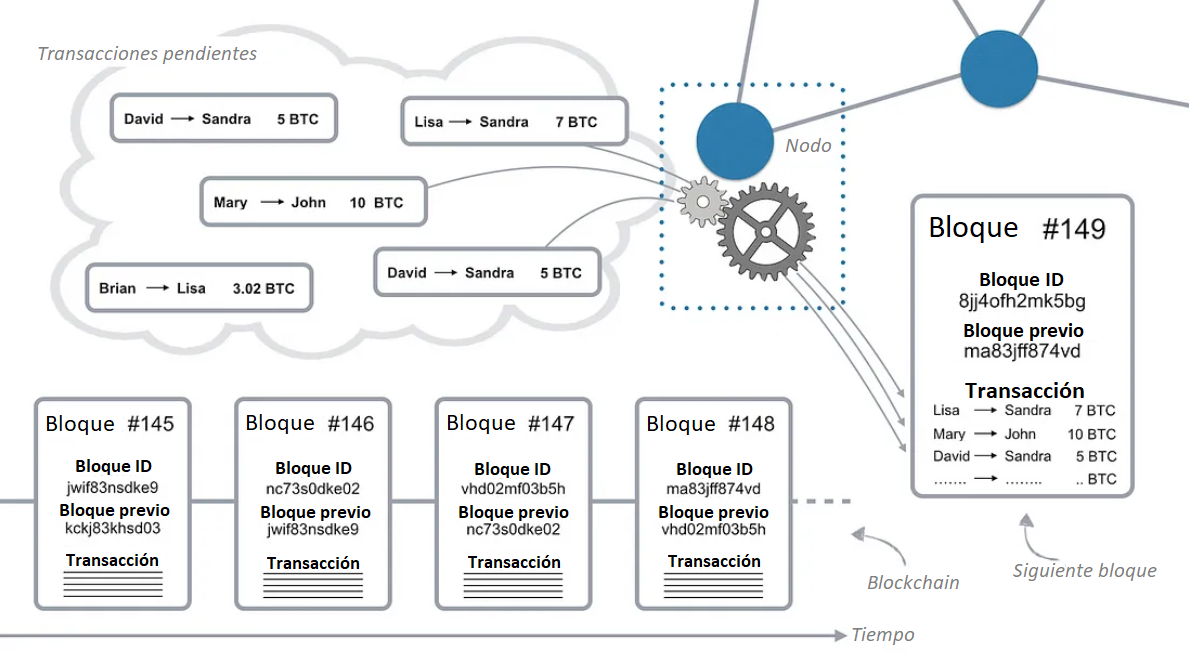 Transacciones pendientes
David → Sandra 5 BTC
Lisa → Sandra 7 BTC
Mary → John 10 BTC
David → Sandra 5 BTC
Brian → Lisa 3.02 BTC
Nodo
Bloque #149
Bloque ID
8jj4ofh2mk5bg
Bloque previo
ma83jff874vd
Transacción
Lisa → Sandra 7 BTC
Mary → John 10 BTC
David → Sandra 5 BTC
....... → ........ .. BTC
Bloque #145
Bloque ID
jwif83nsdke9
Bloque previo
kckj83khsd03
Transacción
Bloque #146
Bloque ID
nc73s0dke02
Bloque previo
jwif83nsdke9
Transacción
Bloque #147
Bloque ID
vhd02mf03b5h
Bloque previo
nc73s0dke02
Transacción
Bloque #148
Bloque ID
ma83jff874vd
Bloque previo
vhd02mf03b5h
Transacción
Blockchain
Siguiente bloque
Tiempo